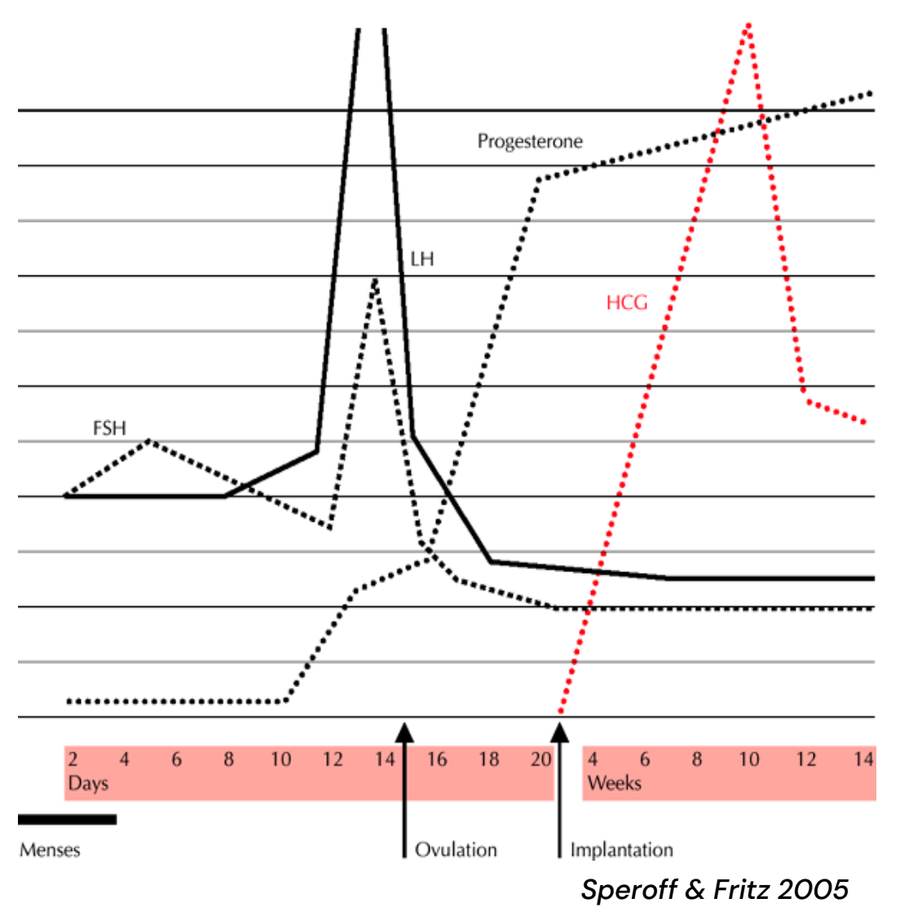 Progesterone
LH
HCG
FSH
2 4 6 8 10 12 14 16 18 20 4 6 8 10 12 14
Days Weeks
Menses Ovulation Implantation
Speroff & Fritz 2005